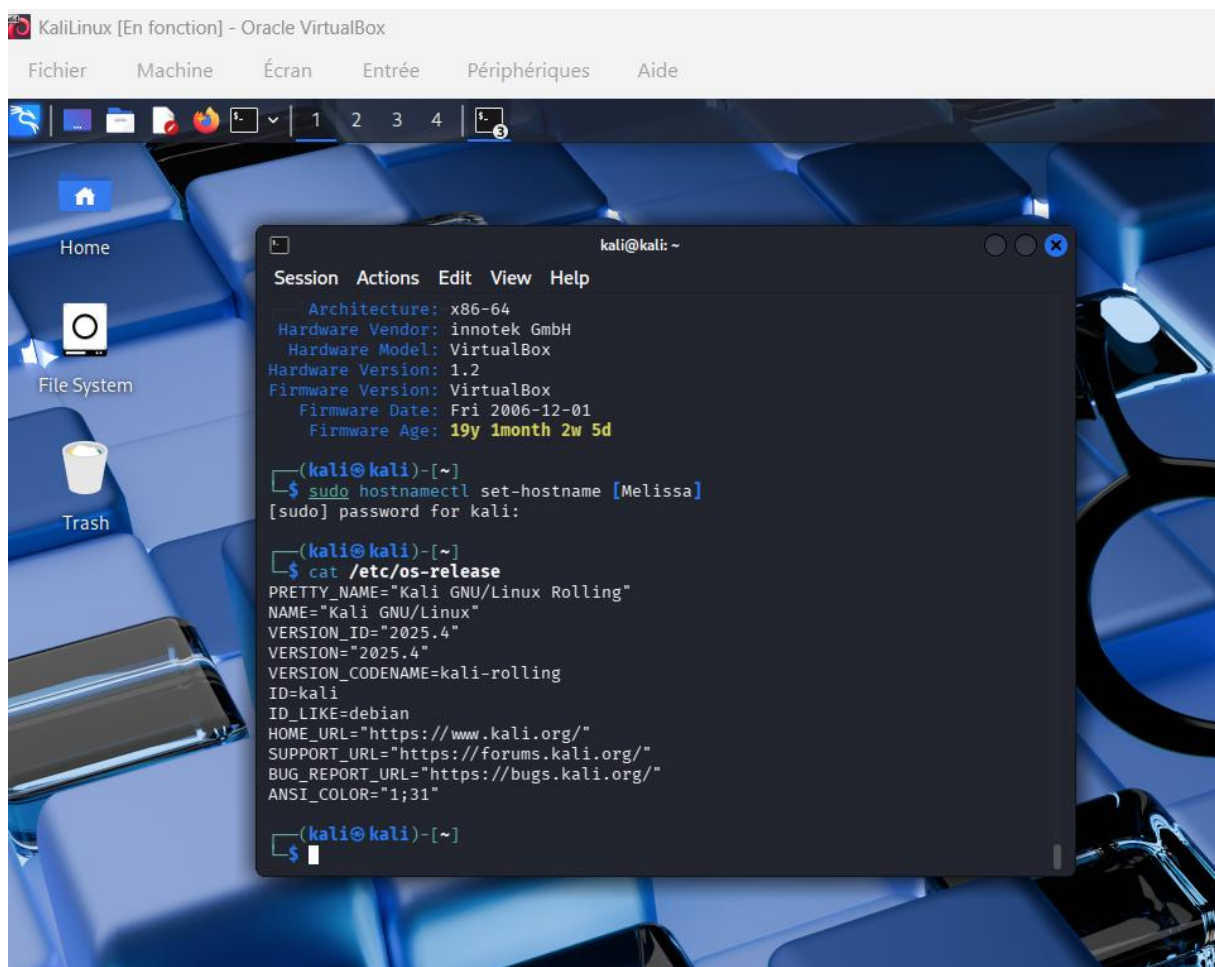 KaliLinux [En fonction] - Oracle VirtualBox
Fichier Machine Écran Entrée Périphériques Aide
1 2 3 4 3
Home
File System
Trash
kali@kali: ~
Session Actions Edit View Help
Architecture: x86-64
Hardware Vendor: innotek GmbH
Hardware Model: VirtualBox
Hardware Version: 1.2
Firmware Version: VirtualBox
Firmware Date: Fri 2006-12-01
Firmware Age: 19y 1month 2w 5d
┌──(kali㉿kali)-[~]
└─$ sudo hostnamectl set-hostname [Melissa]
[sudo] password for kali:
┌──(kali㉿kali)-[~]
└─$ cat /etc/os-release
PRETTY_NAME="Kali GNU/Linux Rolling"
NAME="Kali GNU/Linux"
VERSION_ID="2025.4"
VERSION="2025.4"
VERSION_CODENAME=kali-rolling
ID=kali
ID_LIKE=debian
HOME_URL="https://www.kali.org/"
SUPPORT_URL="https://forums.kali.org/"
BUG_REPORT_URL="https://bugs.kali.org/"
ANSI_COLOR="1;31"
┌──(kali㉿kali)-[~]
└─$